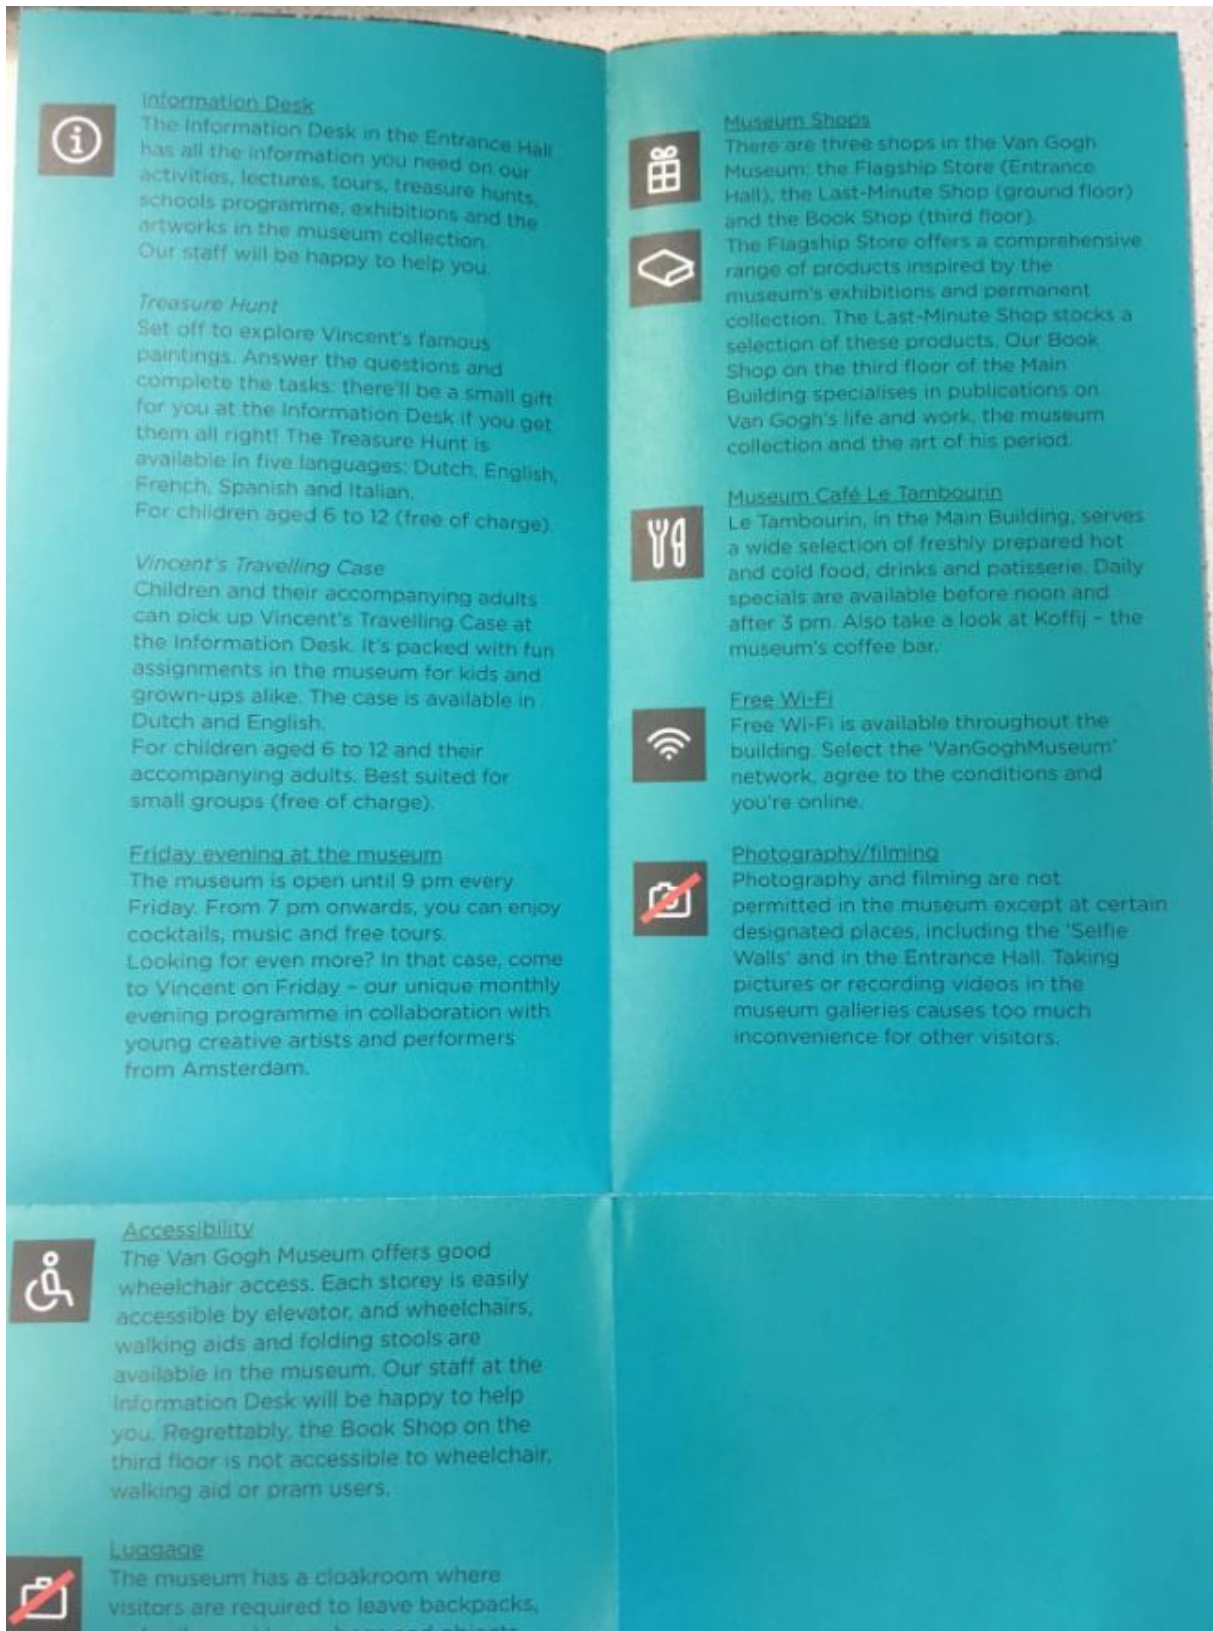 Information Desk
The Information Desk in the Entrance Hall
has all the information you need on our
activities, lectures, tours, treasure hunts,
schools programme, exhibitions and the
artworks in the museum collection.
Our staff will be happy to help you.
Treasure Hunt
Set off to explore Vincent's famous
paintings. Answer the questions and
complete the tasks: there'll be a small gift
for you at the Information Desk if you get
them all right! The Treasure Hunt is
available in five languages: Dutch, English,
French, Spanish and Italian.
For children aged 6 to 12 (free of charge).
Vincent's Travelling Case
Children and their accompanying adults
can pick up Vincent's Travelling Case at
the Information Desk. It's packed with fun
assignments in the museum for kids and
grown-ups alike. The case is available in
Dutch and English.
For children aged 6 to 12 and their
accompanying adults. Best suited for
small groups (free of charge).
Friday evening at the museum
The museum is open until 9 pm every
Friday. From 7 pm onwards, you can enjoy
cocktails, music and free tours.
Looking for even more? In that case, come
to Vincent on Friday – our unique monthly
evening programme in collaboration with
young creative artists and performers
from Amsterdam.
Accessibility
The Van Gogh Museum offers good
wheelchair access. Each storey is easily
accessible by elevator, and wheelchairs,
walking aids and folding stools are
available in the museum. Our staff at the
Information Desk will be happy to help
you. Regrettably, the Book Shop on the
third floor is not accessible to wheelchair,
walking aid or pram users.
Luggage
The museum has a cloakroom where
visitors are required to leave backpacks,
Museum Shops
There are three shops in the Van Gogh
Museum: the Flagship Store (Entrance
Hall), the Last-Minute Shop (ground floor)
and the Book Shop (third floor).
The Flagship Store offers a comprehensive
range of products inspired by the
museum's exhibitions and permanent
collection. The Last-Minute Shop stocks a
selection of these products. Our Book
Shop on the third floor of the Main
Building specialises in publications on
Van Gogh's life and work, the museum
collection and the art of his period.
Museum Café Le Tambourin
Le Tambourin, in the Main Building, serves
a wide selection of freshly prepared hot
and cold food, drinks and patisserie. Daily
specials are available before noon and
after 3 pm. Also take a look at Koffij – the
museum's coffee bar.
Free Wi-Fi
Free Wi-Fi is available throughout the
building. Select the 'VanGoghMuseum'
network, agree to the conditions and
you're online.
Photography/filming
Photography and filming are not
permitted in the museum except at certain
designated places, including the 'Selfie
Walls' and in the Entrance Hall. Taking
pictures or recording videos in the
museum galleries causes too much
inconvenience for other visitors.